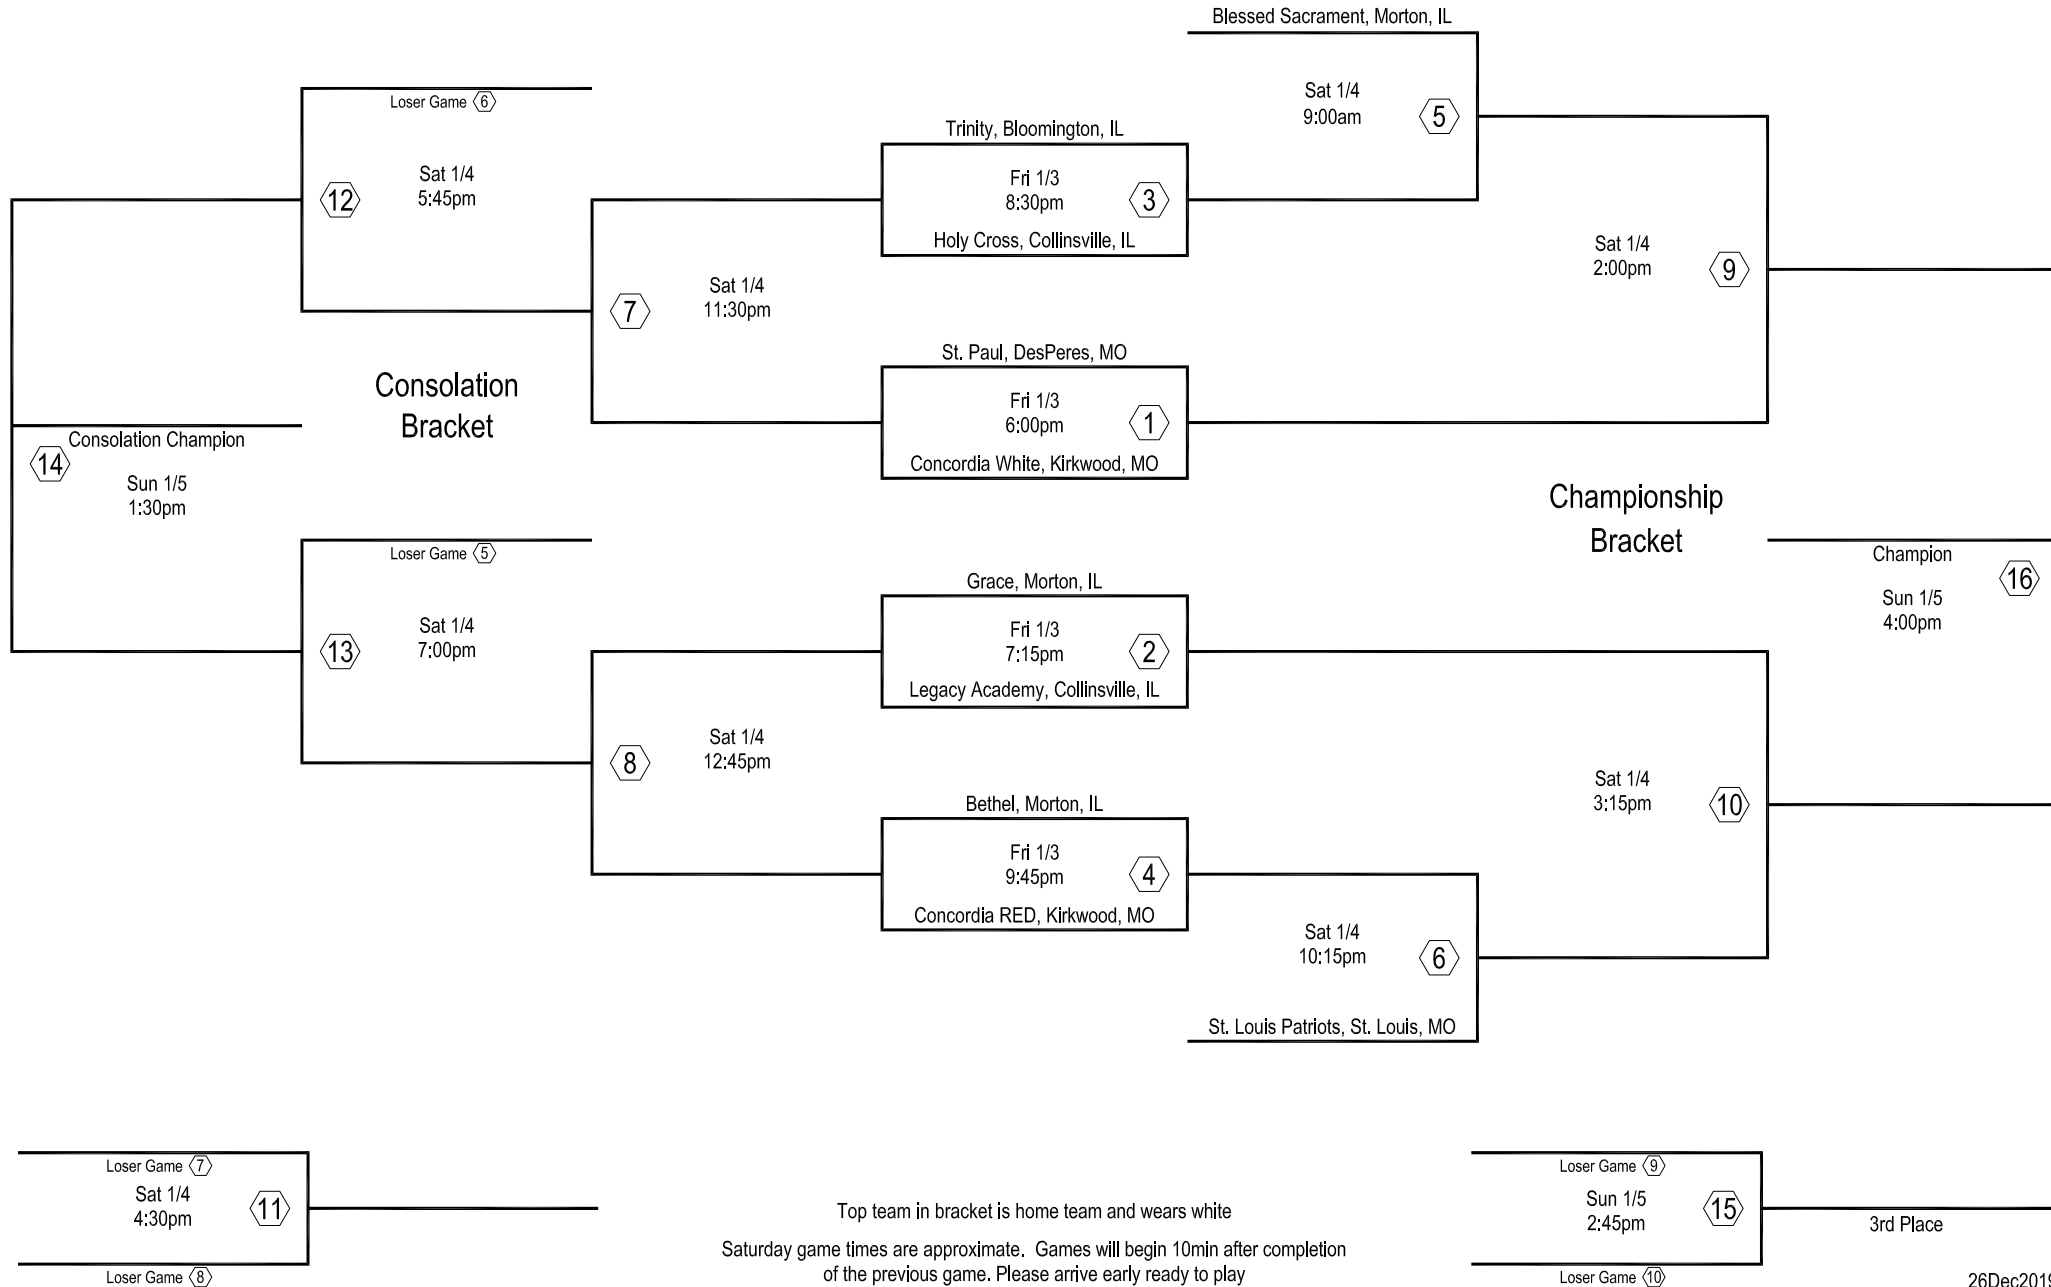 Blessed Sacrament, Morton, IL
Sat 1/4
9:00am
5
Loser Game 6
Sat 1/4
5:45pm
12
Trinity, Bloomington, IL
Fri 1/3
8:30pm
3
Holy Cross, Collinsville, IL
Sat 1/4
2:00pm
9
Sat 1/4
11:30pm
7
St. Paul, DesPeres, MO
Fri 1/3
6:00pm
1
Concordia White, Kirkwood, MO
Consolation
Bracket
Consolation Champion
14
Sun 1/5
1:30pm
Championship
Bracket
Champion
16
Sun 1/5
4:00pm
Loser Game 5
Sat 1/4
7:00pm
13
Grace, Morton, IL
Fri 1/3
7:15pm
2
Legacy Academy, Collinsville, IL
Sat 1/4
12:45pm
8
Sat 1/4
3:15pm
10
Bethel, Morton, IL
Fri 1/3
9:45pm
4
Concordia RED, Kirkwood, MO
Sat 1/4
10:15pm
6
St. Louis Patriots, St. Louis, MO
Loser Game 7
Sat 1/4
4:30pm
11
Loser Game 8
Top team in bracket is home team and wears white
Saturday game times are approximate. Games will begin 10min after completion
of the previous game. Please arrive early ready to play
Loser Game 9
Sun 1/5
2:45pm
15
3rd Place
Loser Game 10
26Dec2019